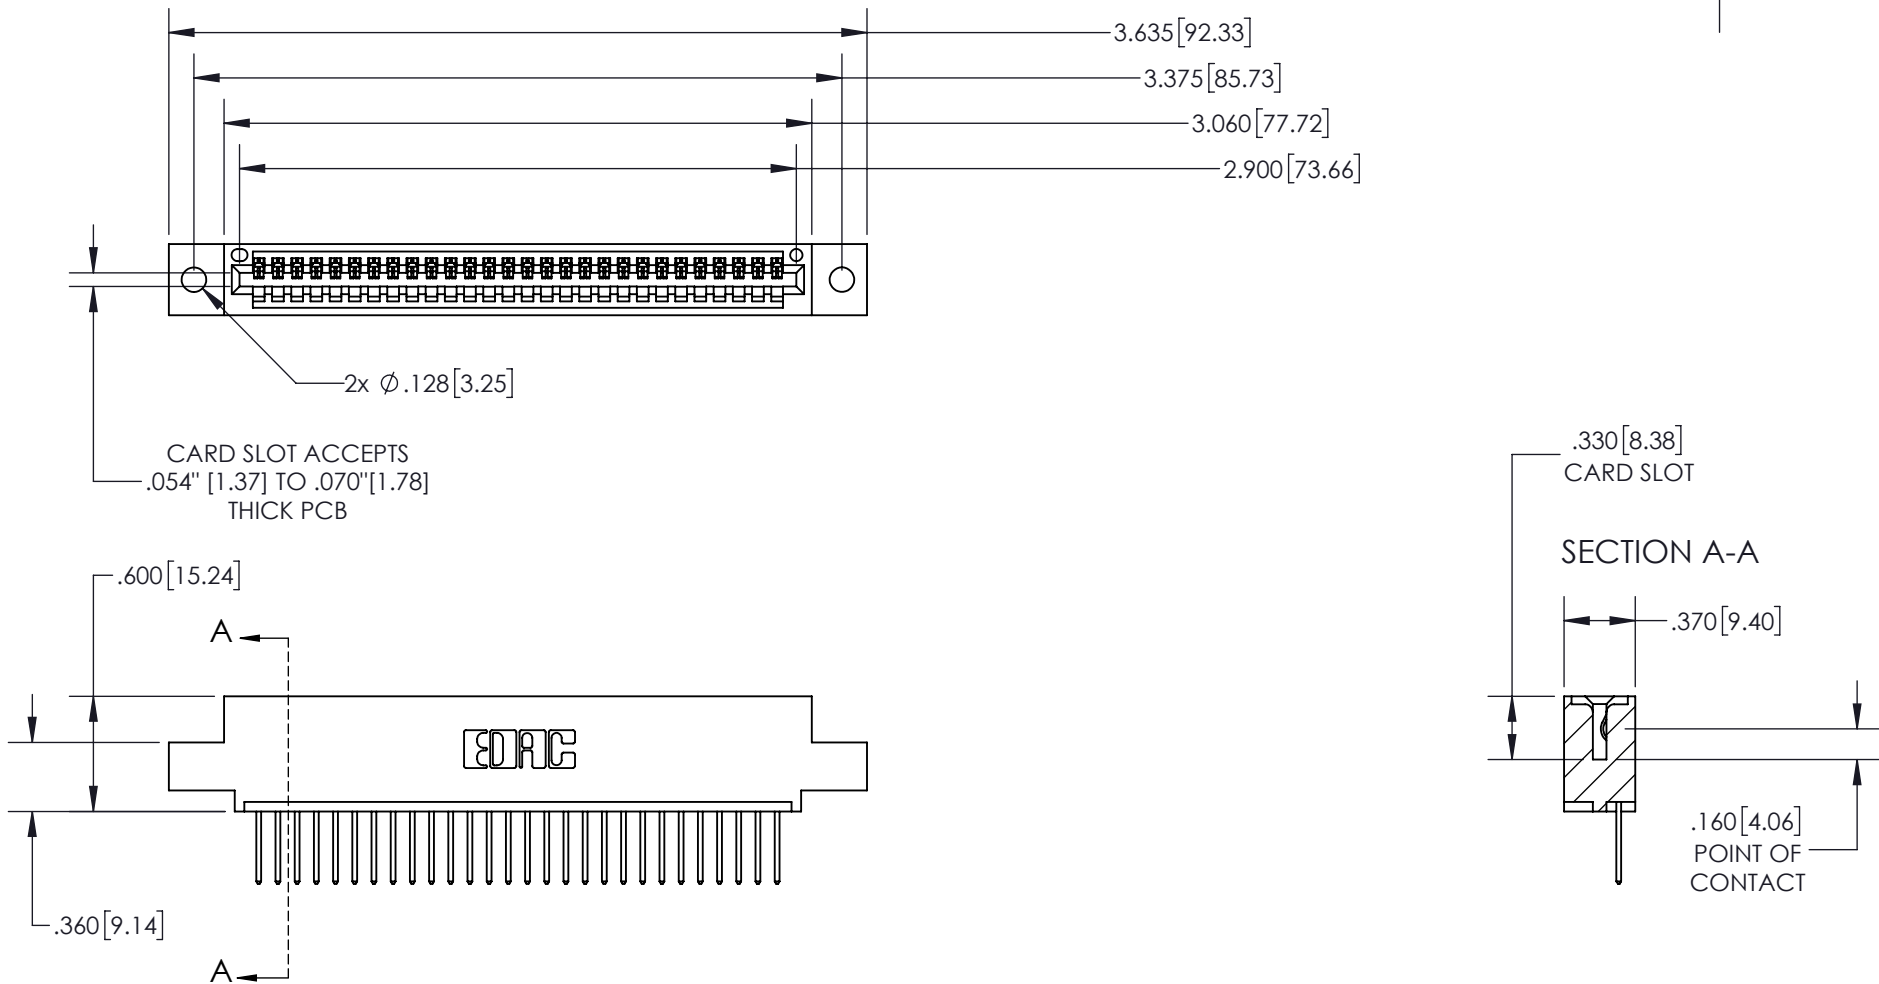 3.635[92.33]
3.375[85.73]
3.060[77.72]
2.900[73.66]
2x Ø.128[3.25]
CARD SLOT ACCEPTS
.054" [1.37] TO .070"[1.78]
THICK PCB
.330[8.38]
CARD SLOT
SECTION A-A
.600[15.24]
.370[9.40]
A
EDAC
.160[4.06]
POINT OF
CONTACT
.360[9.14]
A